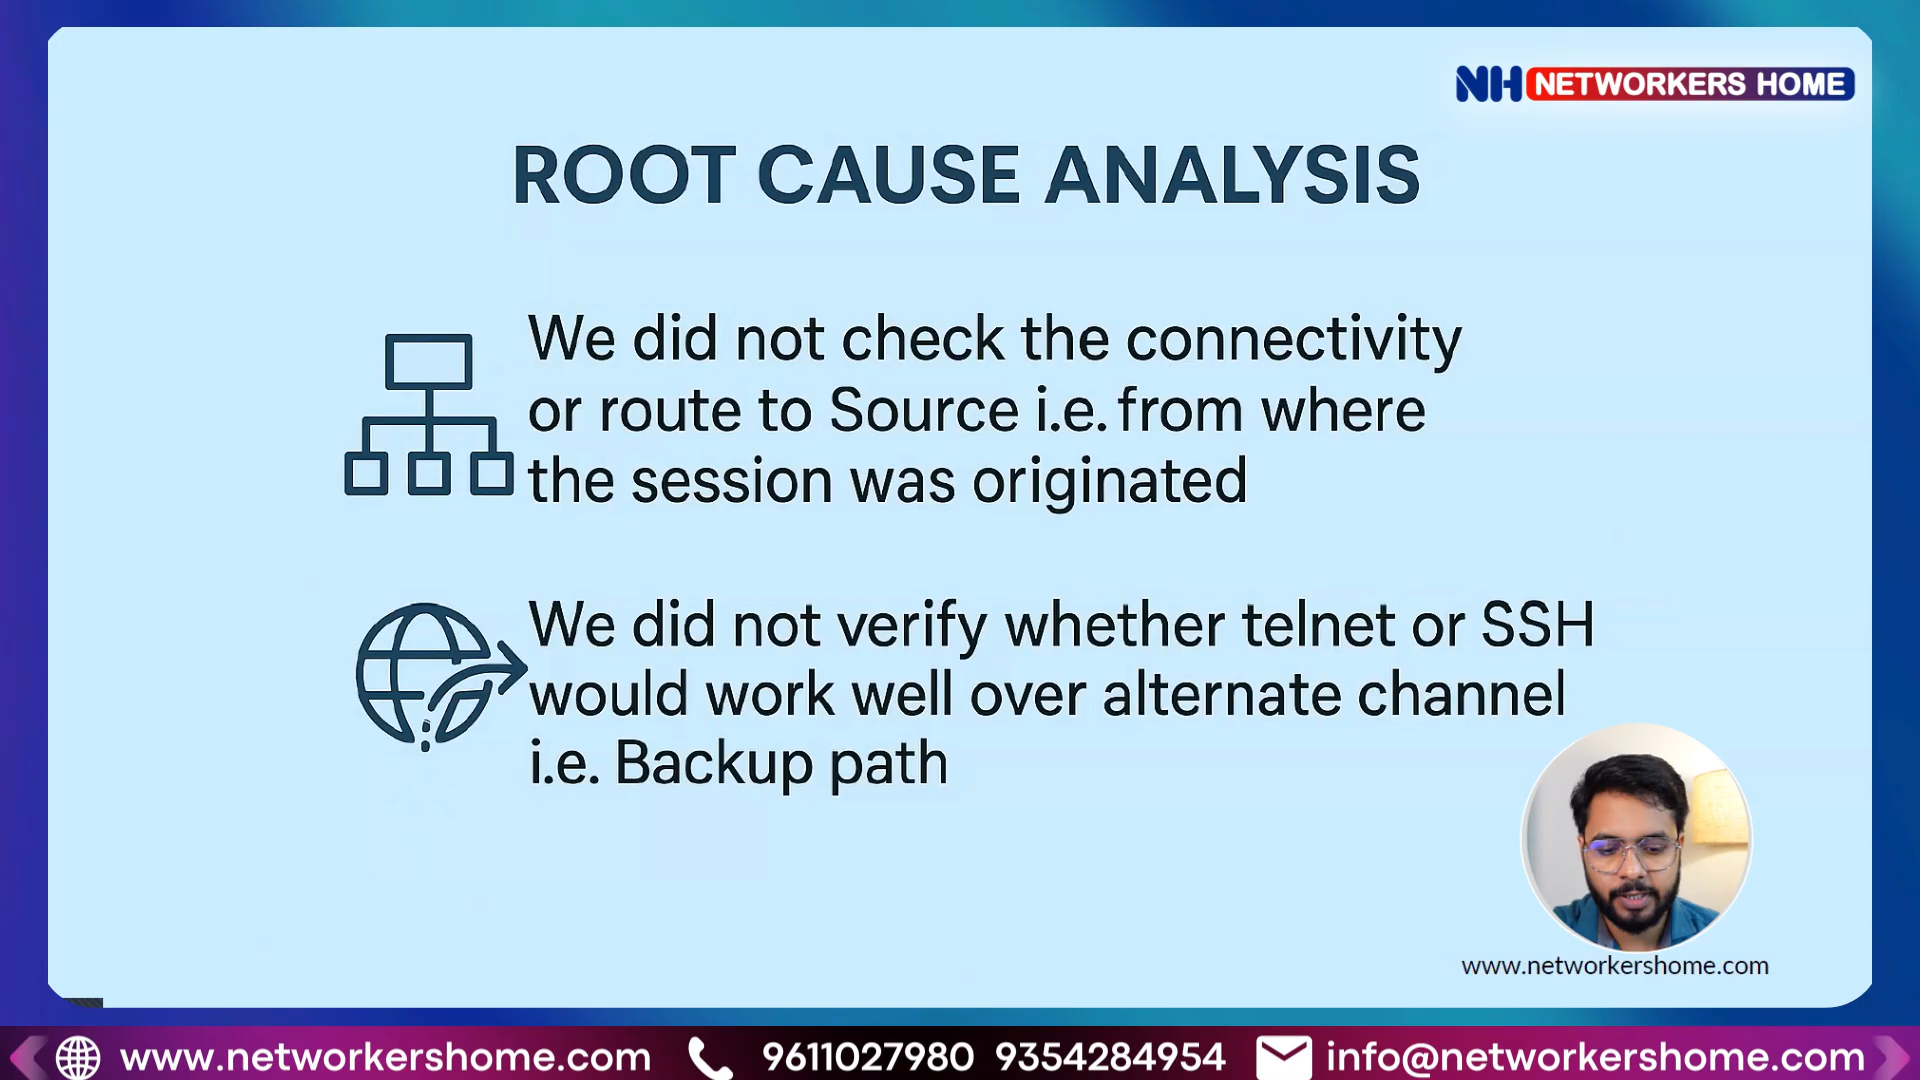 NH NETWORKERS HOME
ROOT CAUSE ANALYSIS
We did not check the connectivity
or route to Source i.e. from where
the session was originated
We did not verify whether telnet or SSH
would work well over alternate channel
i.e. Backup path
www.networkershome.com
www.networkershome.com 9611027980 9354284954 info@networkershome.com